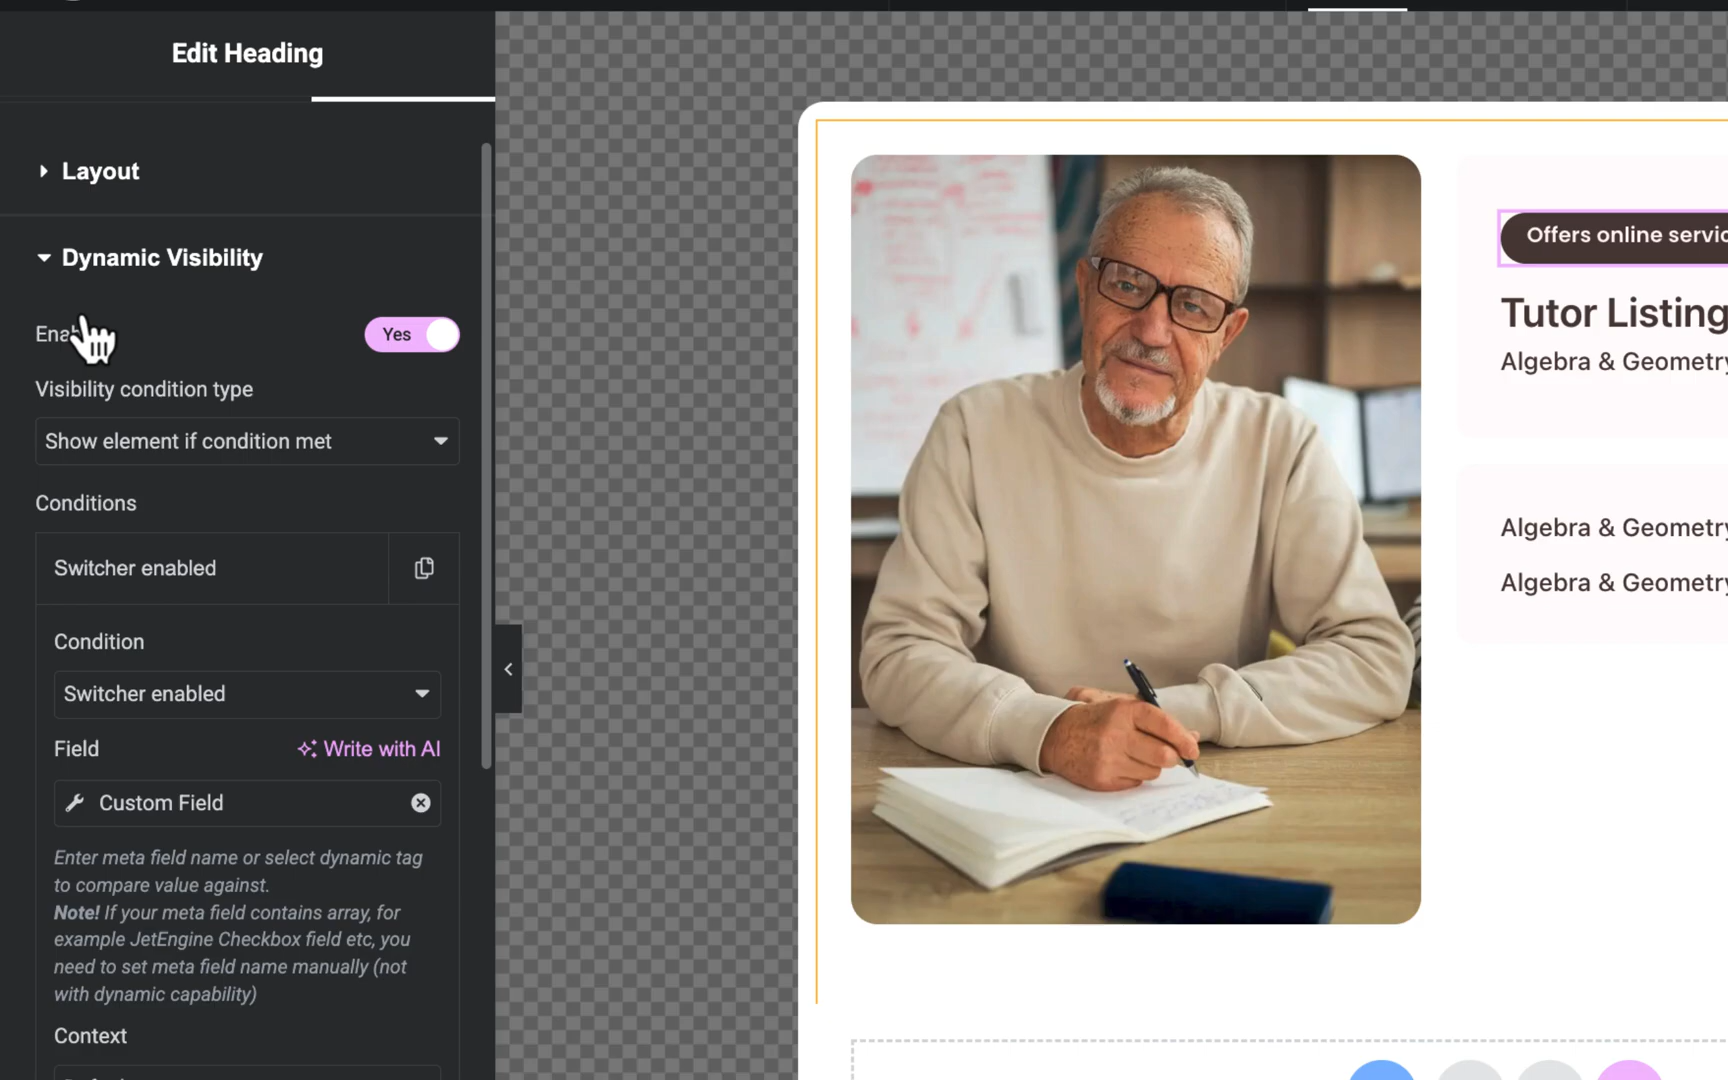 Edit Heading
Layout
Dynamic Visibility
Yes
Visibility condition type
Show element if condition met
Conditions
Switcher enabled
Condition
Switcher enabled
Field
Write with AI
Custom Field
Enter meta field name or select dynamic tag
to compare value against.
Note! If your meta field contains array, for
example JetEngine Checkbox field etc, you
need to set meta field name manually (not
with dynamic capability)
Context
Offers online
Tutor Listing
Algebra & Geometry
Algebra & Geometry
Algebra & Geometry